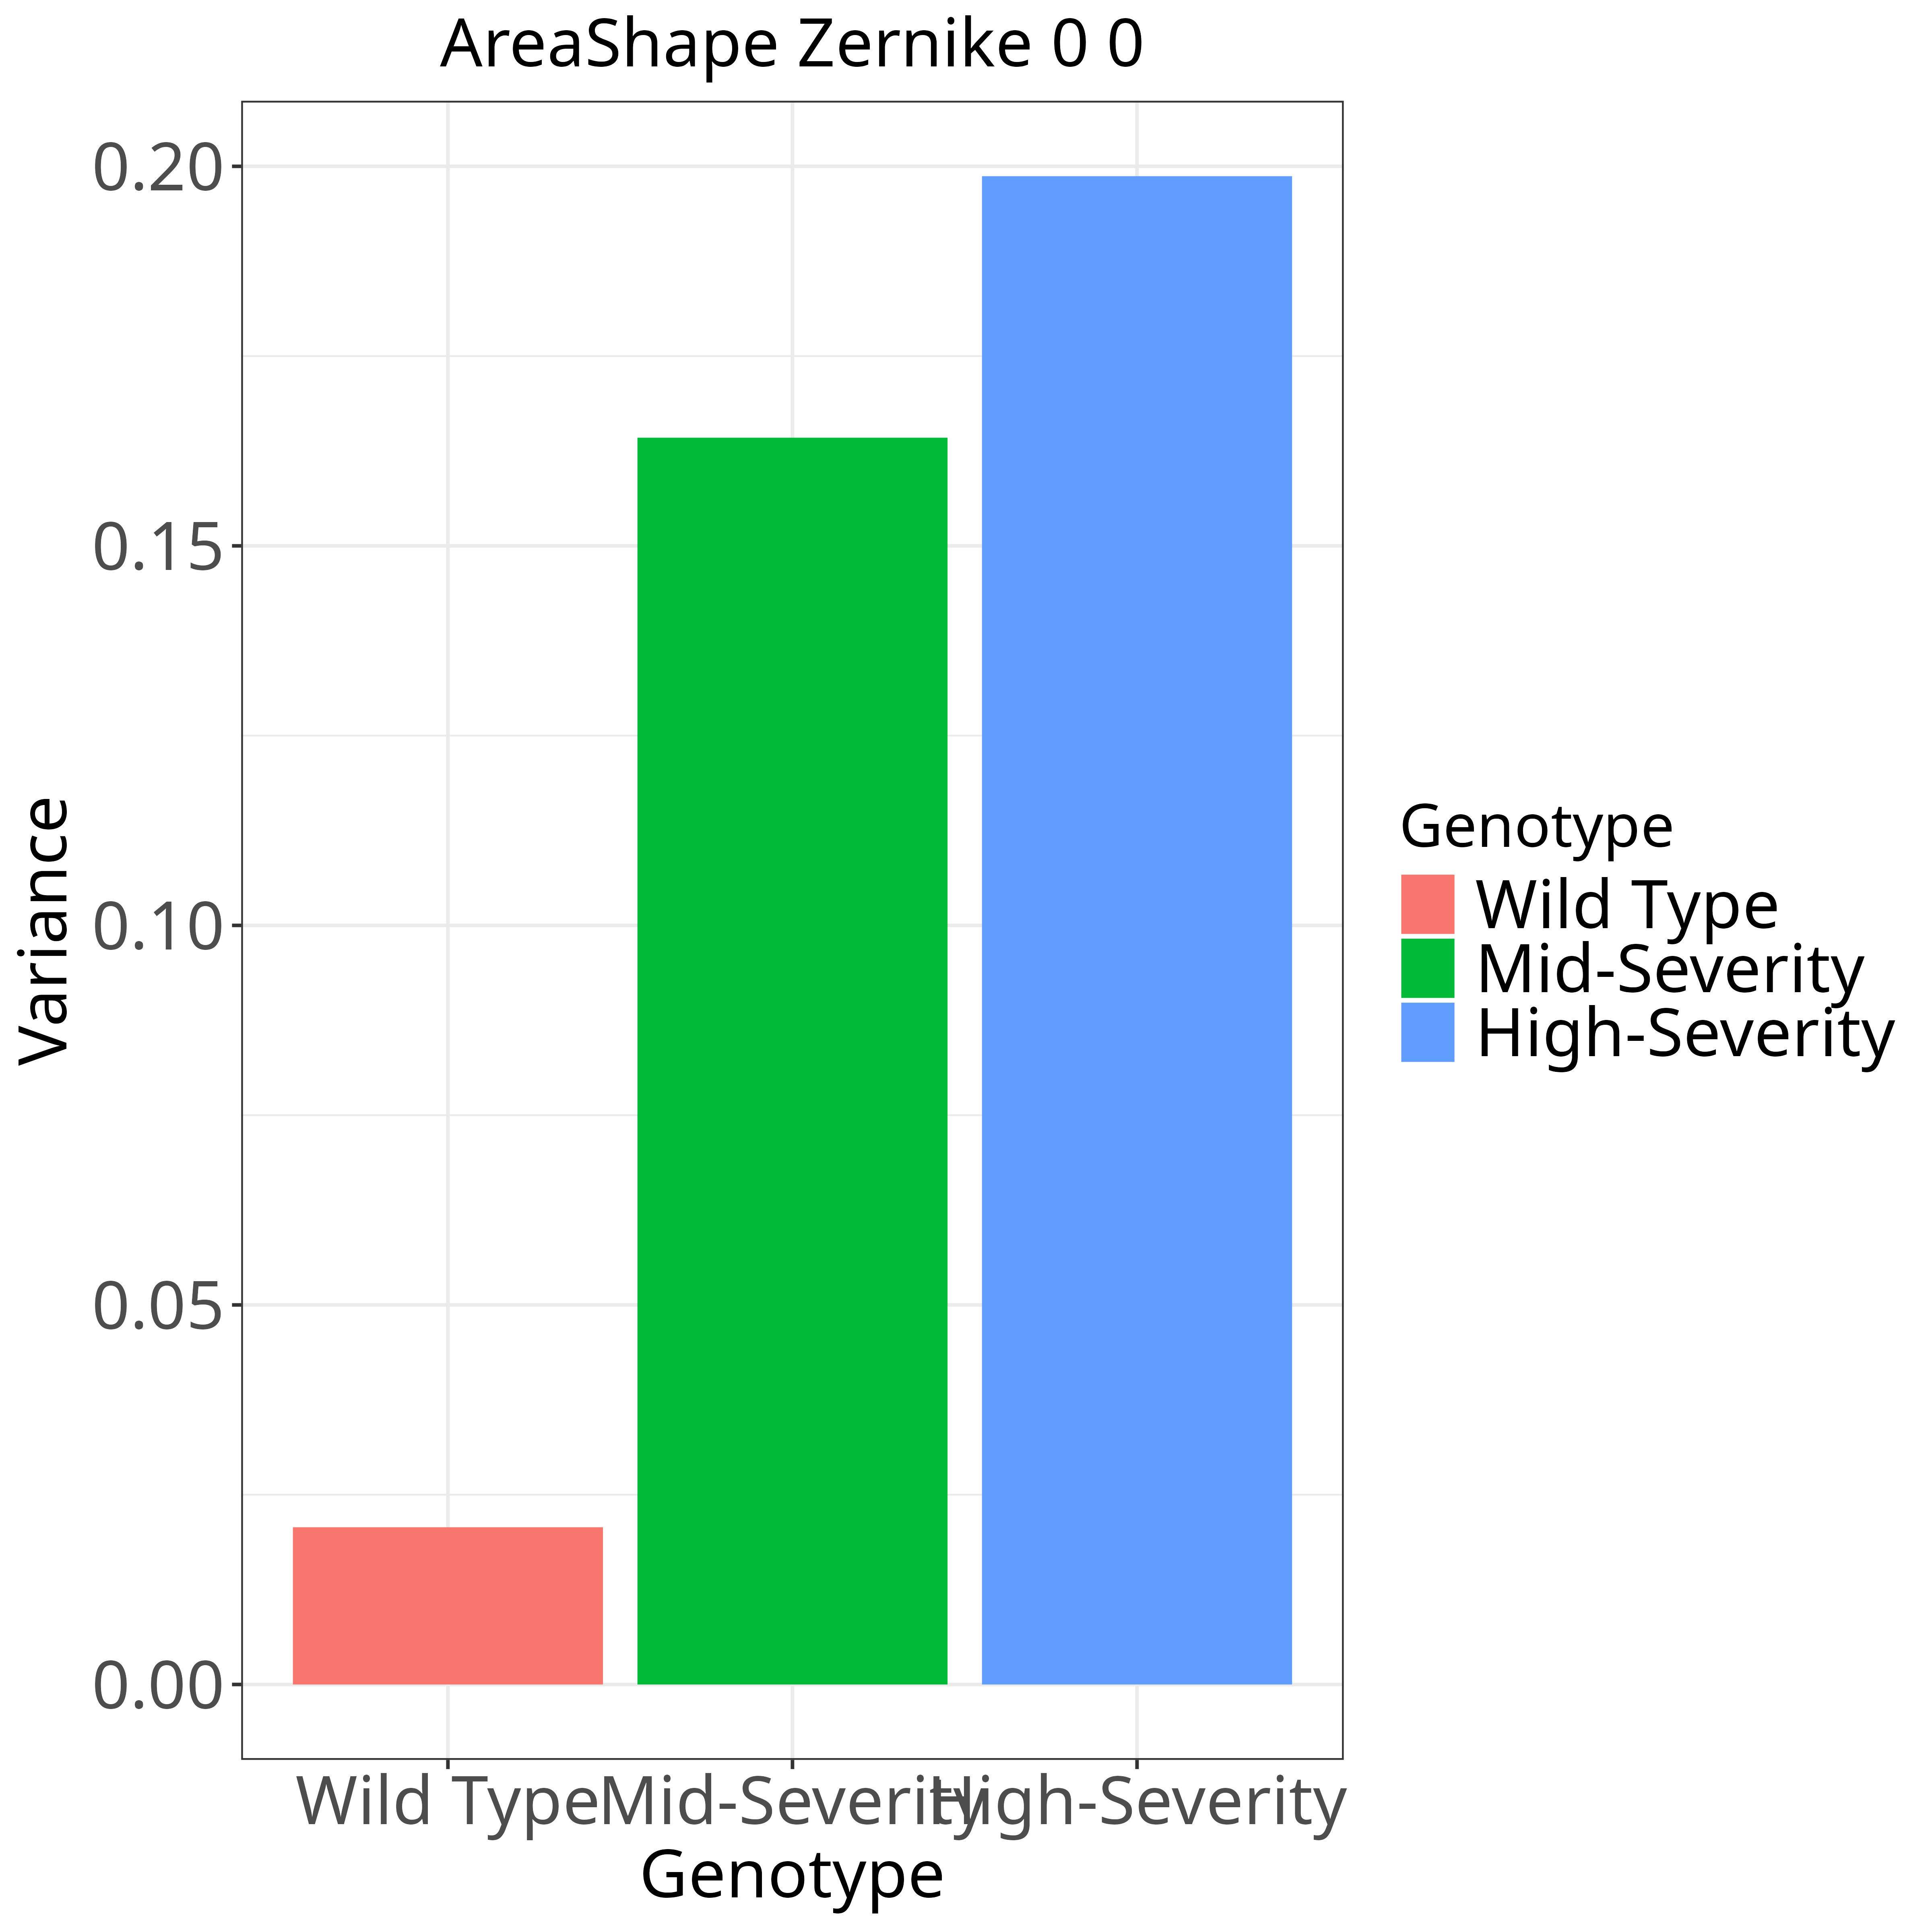 AreaShape Zernike 0 0
0.20
0.15
0.10
0.05
0.00
Variance
Wild Type
Mid-Severity
High-Severity
Genotype
Genotype
Wild Type
Mid-Severity
High-Severity